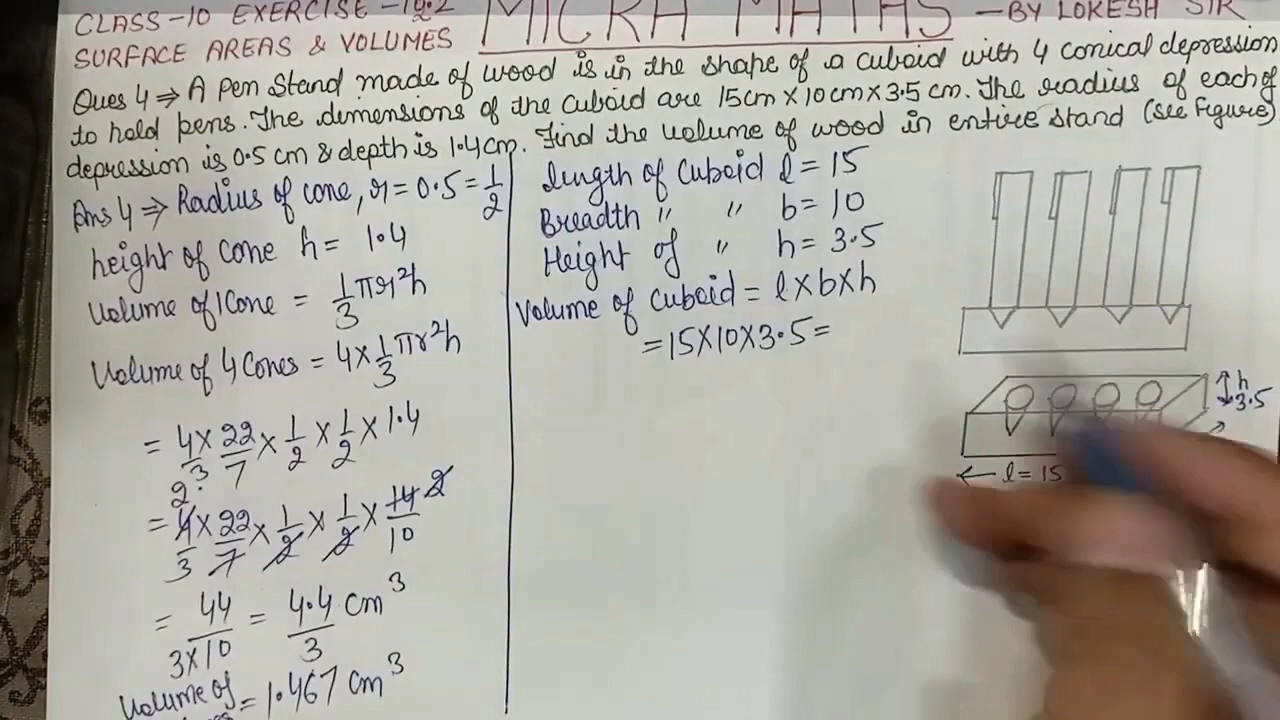 CLASS-10 EXERCISE-12.2 MICRA MATHS -BY LOKESH SIR
SURFACE AREAS & VOLUMES
Ques 4 ⇒ A pen stand made of wood is in the shape of a cuboid with 4 conical depression
to hold pens. The dimensions of the cuboid are 15cm×10cm×3.5 cm. The radius of each of
depression is 0.5 cm & depth is 1.4cm. Find the volume of wood in entire stand (see figure)
Ans 4 ⇒ Radius of cone, r = 0.5 = 1/2
height of cone h = 1.4
Volume of 1 Cone = 1/3 πr²h
Volume of 4 Cones = 4 × 1/3 πr²h
= 4/3 × 22/7 × 1/2 × 1/2 × 1.4
= 4/3 × 22/7 × 1/2 × 1/2 × 14/10
2
2
= 44/3×10 = 4.4/3 cm³
Volume of = 1.467 cm³
length of Cuboid l = 15
Breadth " " b = 10
Height of " h = 3.5
Volume of Cuboid = l×b×h
= 15×10×3.5 =
h
3.5
l = 15